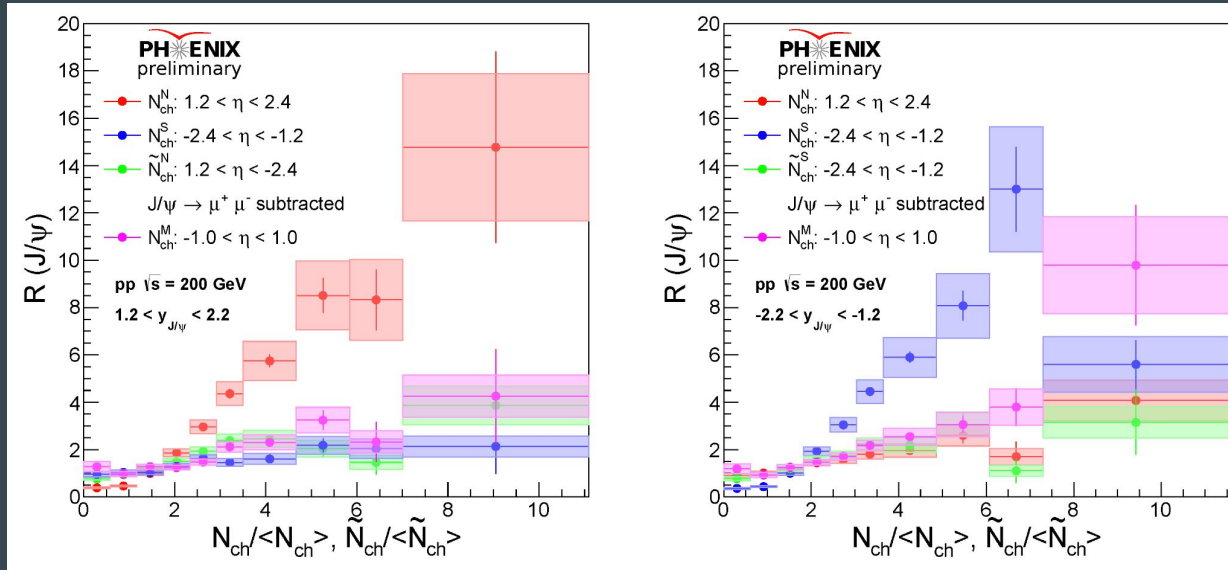 20
18
16
14
12
10
8
6
4
2
0
R (J/ψ)
PHENIX
preliminary
N_ch^N: 1.2 < η < 2.4
N_ch^S: -2.4 < η < -1.2
Ñ_ch^N: 1.2 < η < -2.4
J/ψ → μ⁺ μ⁻ subtracted
N_ch^M: -1.0 < η < 1.0
pp √s = 200 GeV
1.2 < y_J/ψ < 2.2
0 2 4 6 8 10
N_ch/<N_ch>, Ñ_ch/<Ñ_ch>
20
18
16
14
12
10
8
6
4
2
0
R (J/ψ)
PHENIX
preliminary
N_ch^N: 1.2 < η < 2.4
N_ch^S: -2.4 < η < -1.2
Ñ_ch^S: -2.4 < η < -1.2
J/ψ → μ⁺ μ⁻ subtracted
N_ch^M: -1.0 < η < 1.0
pp √s = 200 GeV
-2.2 < y_J/ψ < -1.2
0 2 4 6 8 10
N_ch/<N_ch>, Ñ_ch/<Ñ_ch>